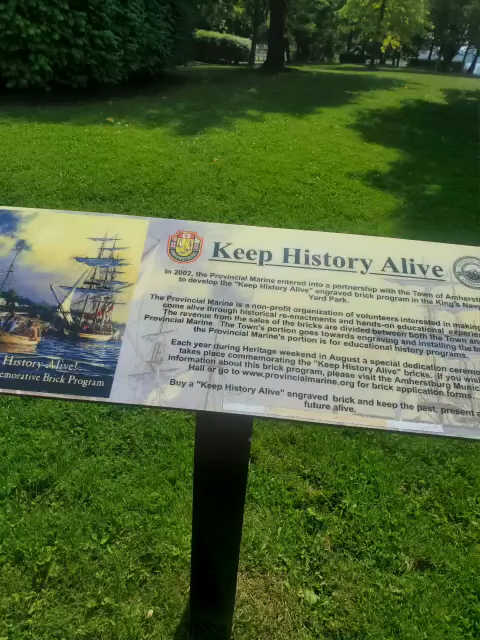 Keep History Alive
In 2002, the Provincial Marine entered into a partnership with the Town of Amherstb
to develop the "Keep History Alive" engraved brick program in the King's Nav
Yard Park.
The Provincial Marine is a non-profit organization of volunteers interested in making
come alive through historical re-enactments and hands-on educational experi
The revenue from the sales of the bricks are divided between both the Town an
Provincial Marine. The Town's portion goes towards engraving and installing the b
the Provincial Marine's portion is for educational history programs.
Each year during Heritage weekend in August a special dedication ceremo
takes place commemorating the "Keep History Alive" bricks. (If you wish
information about this brick program, please visit the Amherstburg Muni
Hall or go to www.provincialmarine.org for brick application forms.
Buy a "Keep History Alive" engraved brick and keep the past, present a
future alive.
History Alive!
memorative Brick Program